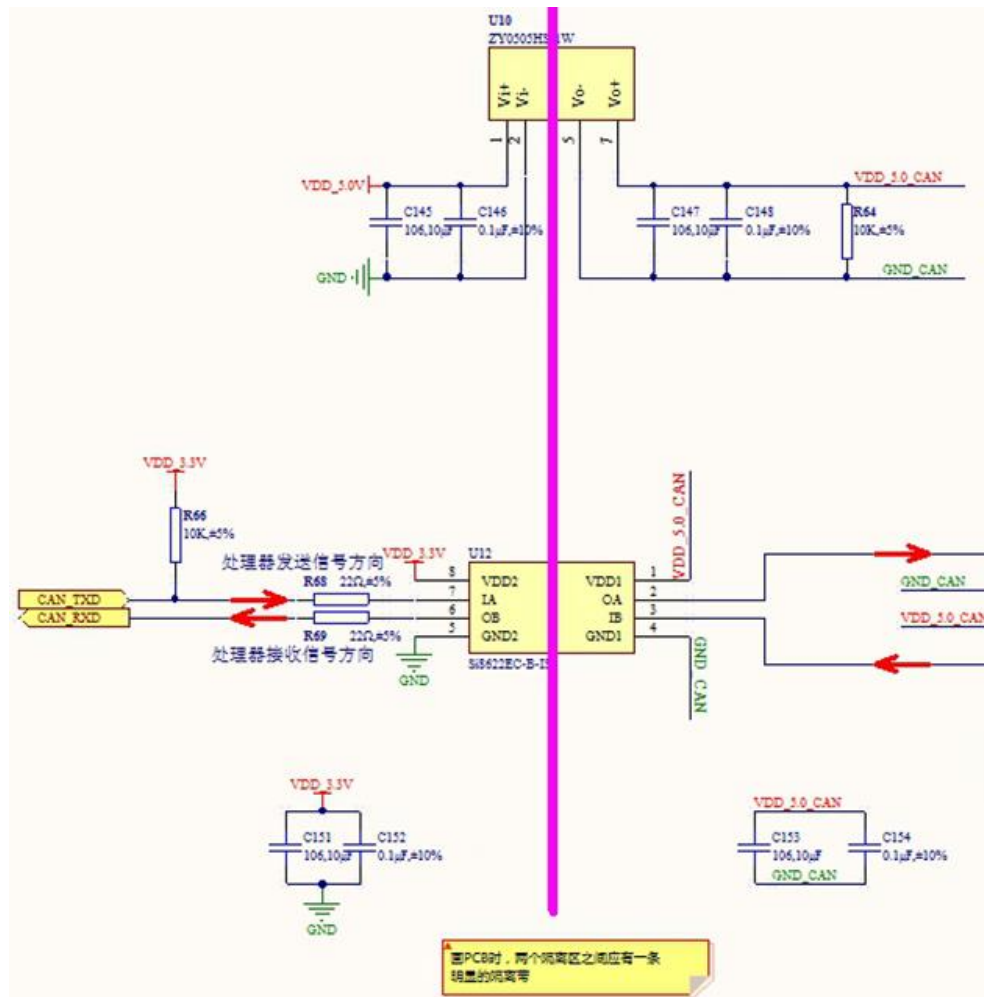 U10
ZY0505HS-1W
Vi+
Vi-
Vo-
Vo+
1
2
5
7
VDD_5.0V
VDD_5.0_CAN
C145
106,10μF
C146
0.1μF,±10%
C147
106,10μF
C148
0.1μF,±10%
R64
10K,±5%
GND
GND_CAN
VDD_3.3V
R66
10K,±5%
VDD_5.0_CAN
处理器发送信号方向
VDD_3.3V
U12
R68 22Ω,±5%
CAN_TXD
CAN_RXD
8
7
6
5
VDD2
IA
OB
GND2
VDD1
OA
IB
GND1
1
2
3
4
GND_CAN
VDD_5.0_CAN
R69 22Ω,±5%
处理器接收信号方向
GND
Si8622EC-B-IS
GND_CAN
VDD_3.3V
C151
106,10μF
C152
0.1μF,±10%
GND
VDD_5.0_CAN
C153
106,10μF
C154
0.1μF,±10%
GND_CAN
画PCB时，两个隔离区之间应有一条
明显的隔离带